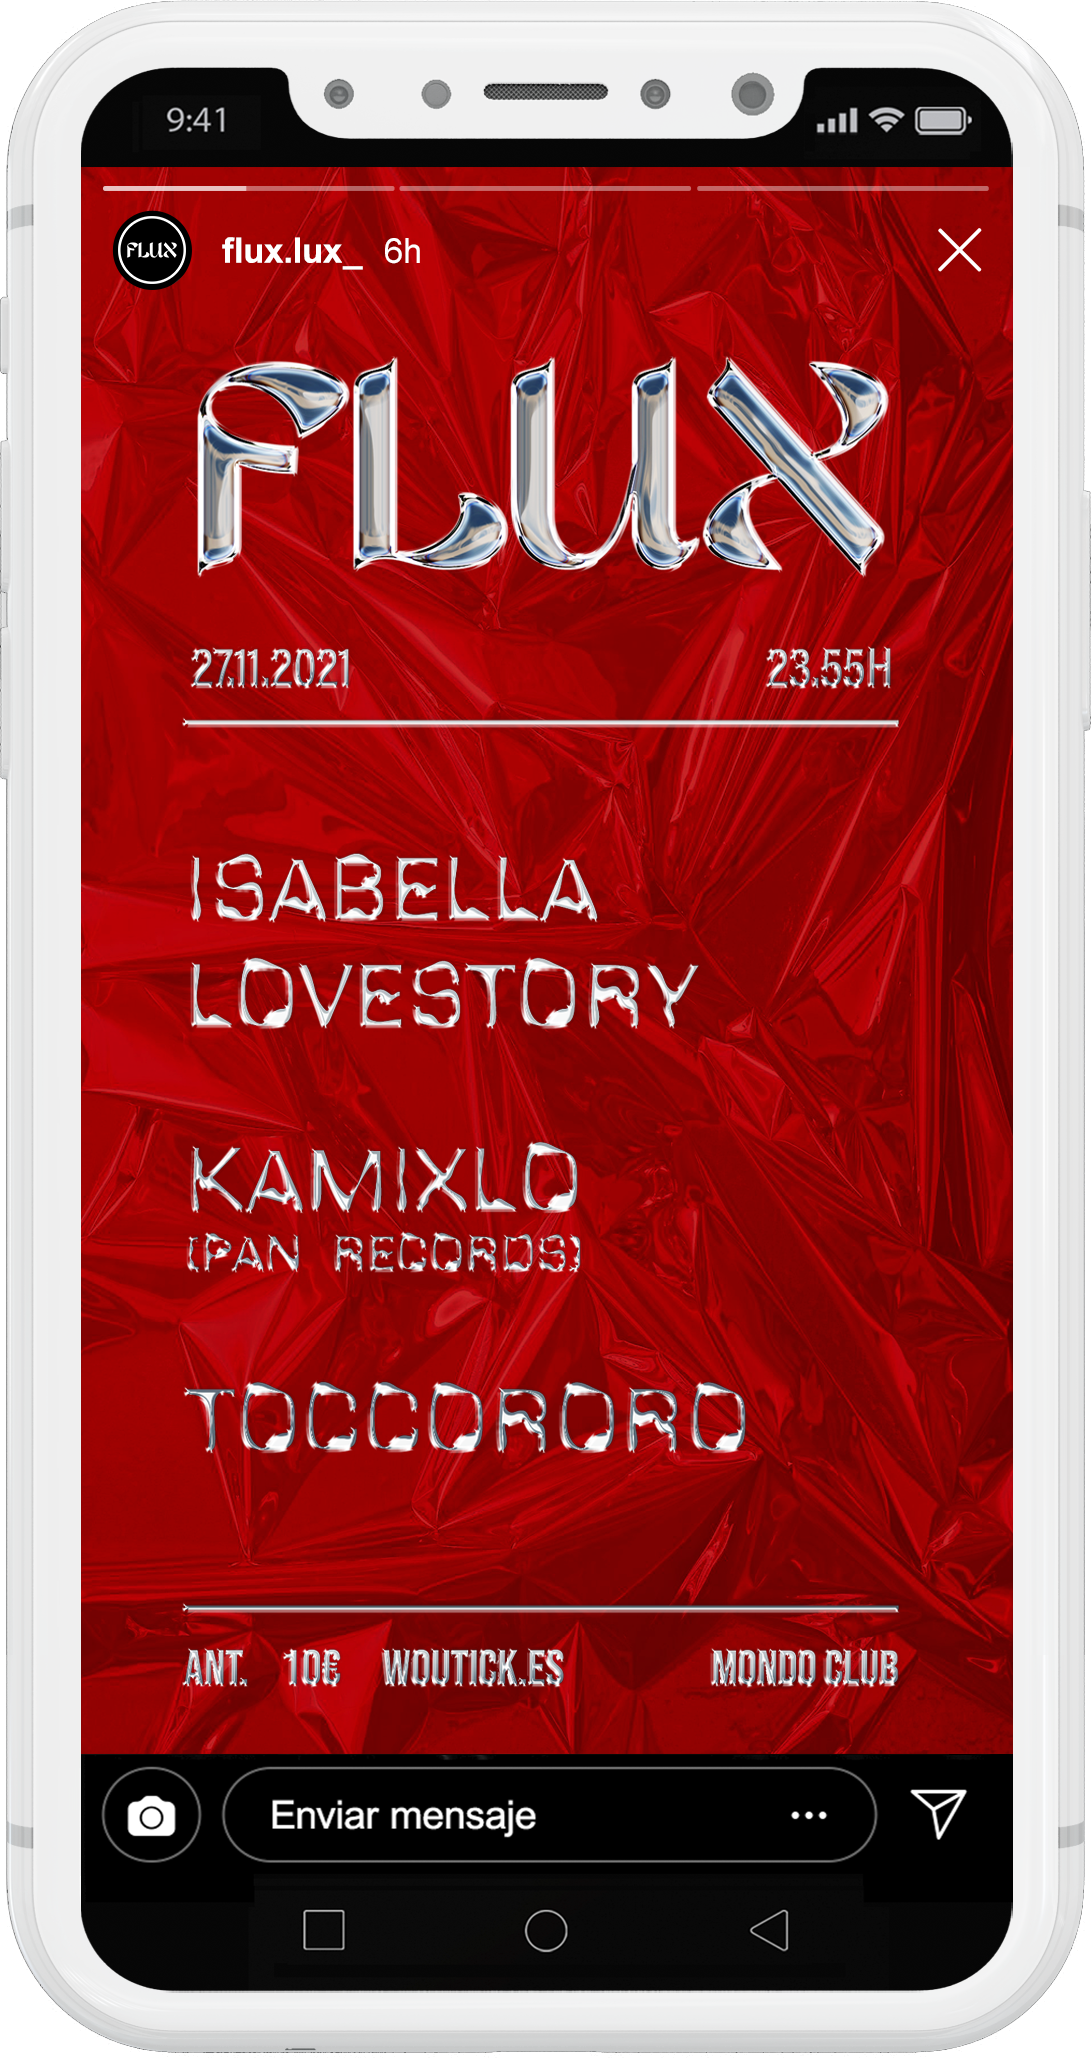 9:41
FLUX flux.lux_ 6h
FLUX
27.11.2021 23.55H
ISABELLA
LOVESTORY
KAMIXLO
(PAN RECORDS)
TOCCORORO
ANT. 10€ WOUTICK.ES MONDO CLUB
Enviar mensaje